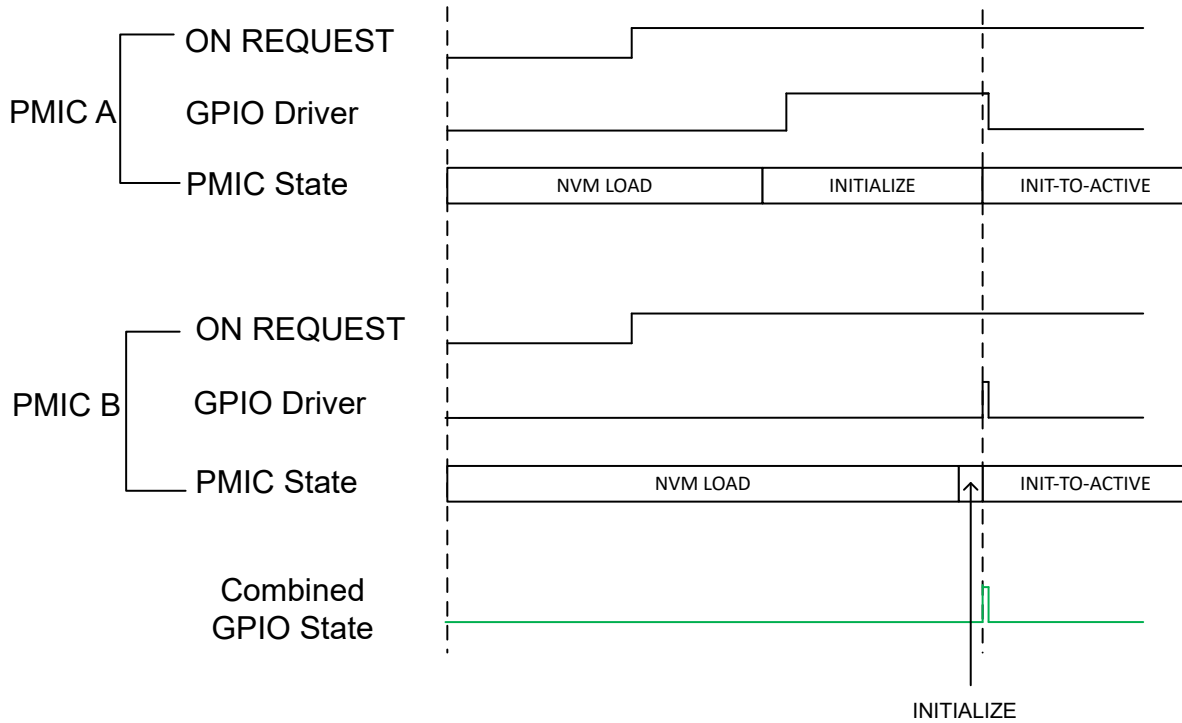 ON REQUEST
PMIC A
GPIO Driver
PMIC State
NVM LOAD
INITIALIZE
INIT-TO-ACTIVE
ON REQUEST
PMIC B
GPIO Driver
PMIC State
NVM LOAD
INIT-TO-ACTIVE
Combined
GPIO State
INITIALIZE